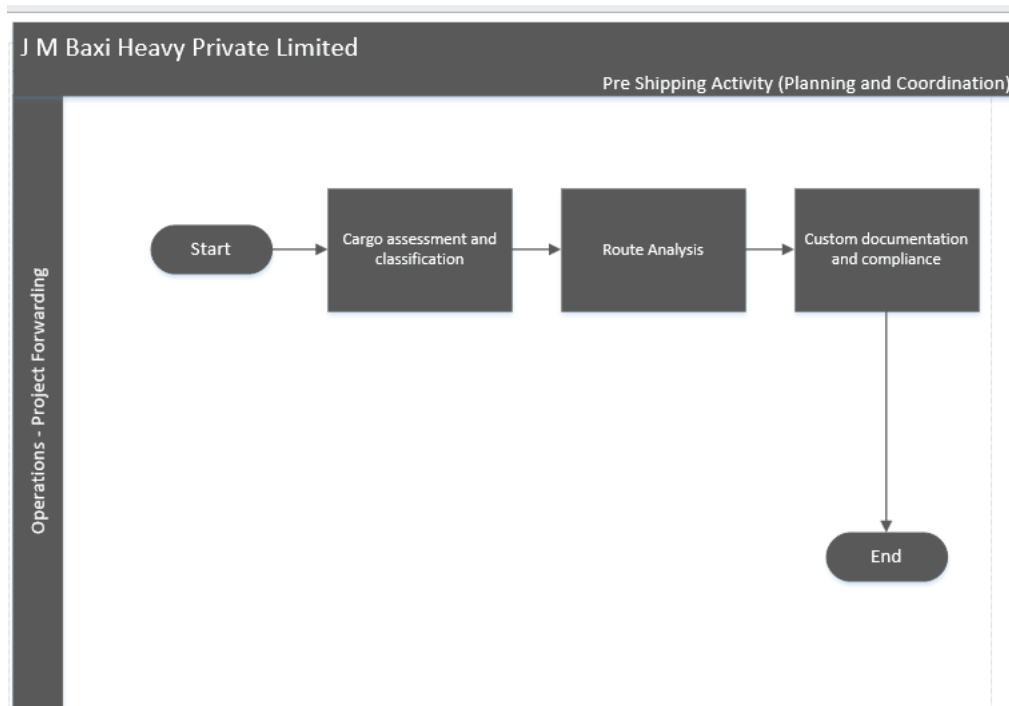 J M Baxi Heavy Private Limited
Pre Shipping Activity (Planning and Coordination)
Operations - Project Forwarding
Start
Cargo assessment and
classification
Route Analysis
Custom documentation
and compliance
End